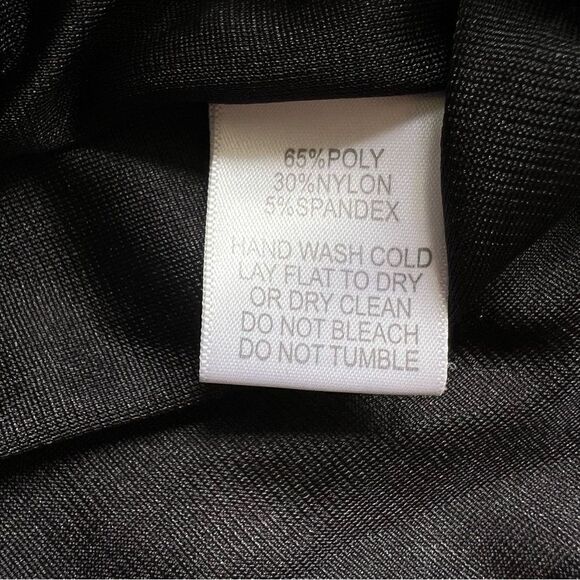 65%POLY
30%NYLON
5%SPANDEX
HAND WASH COLD
LAY FLAT TO DRY
OR DRY CLEAN
DO NOT BLEACH
DO NOT TUMBLE